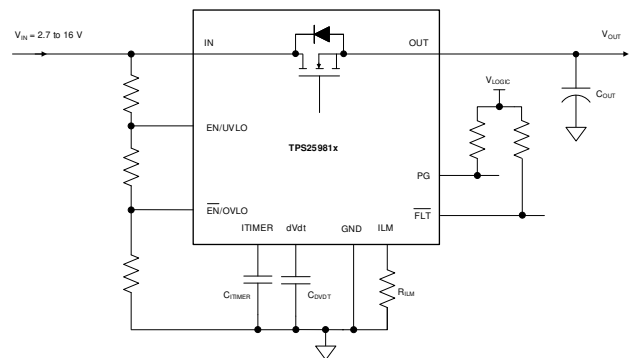 V_IN = 2.7 to 16 V
IN
OUT
V_OUT
V_LOGIC
C_OUT
EN/UVLO
TPS25981x
PG
EN/OVLO
FLT
ITIMER dVdt GND ILM
C_ITIMER
C_DVDT
R_ILM